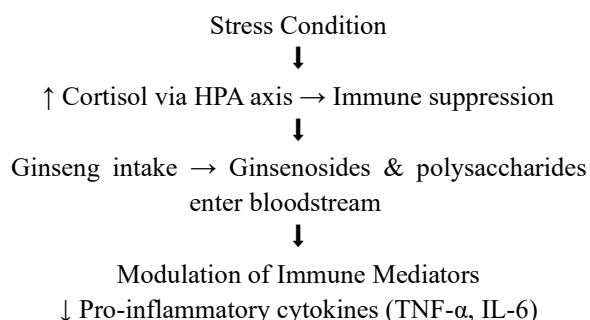 Stress Condition
↑ Cortisol via HPA axis → Immune suppression
Ginseng intake → Ginsenosides & polysaccharides
enter bloodstream
Modulation of Immune Mediators
↓ Pro-inflammatory cytokines (TNF-α, IL-6)